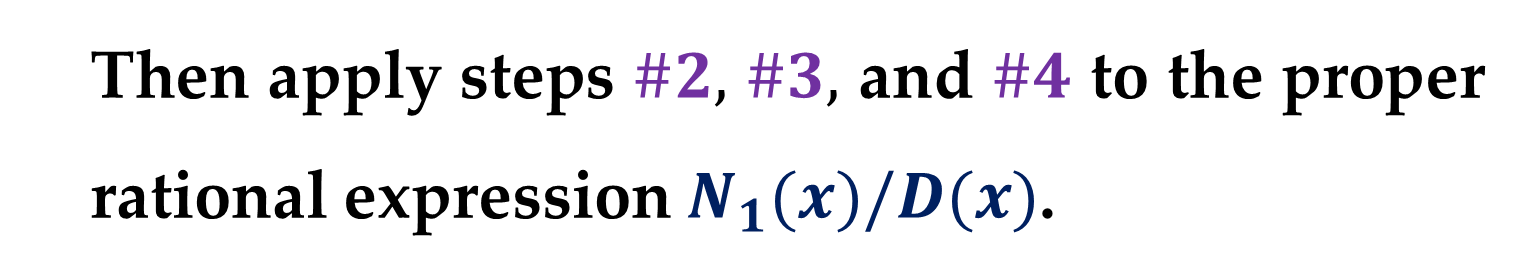 Then apply steps #2, #3, and #4 to the proper
rational expression N₁(x)/D(x).